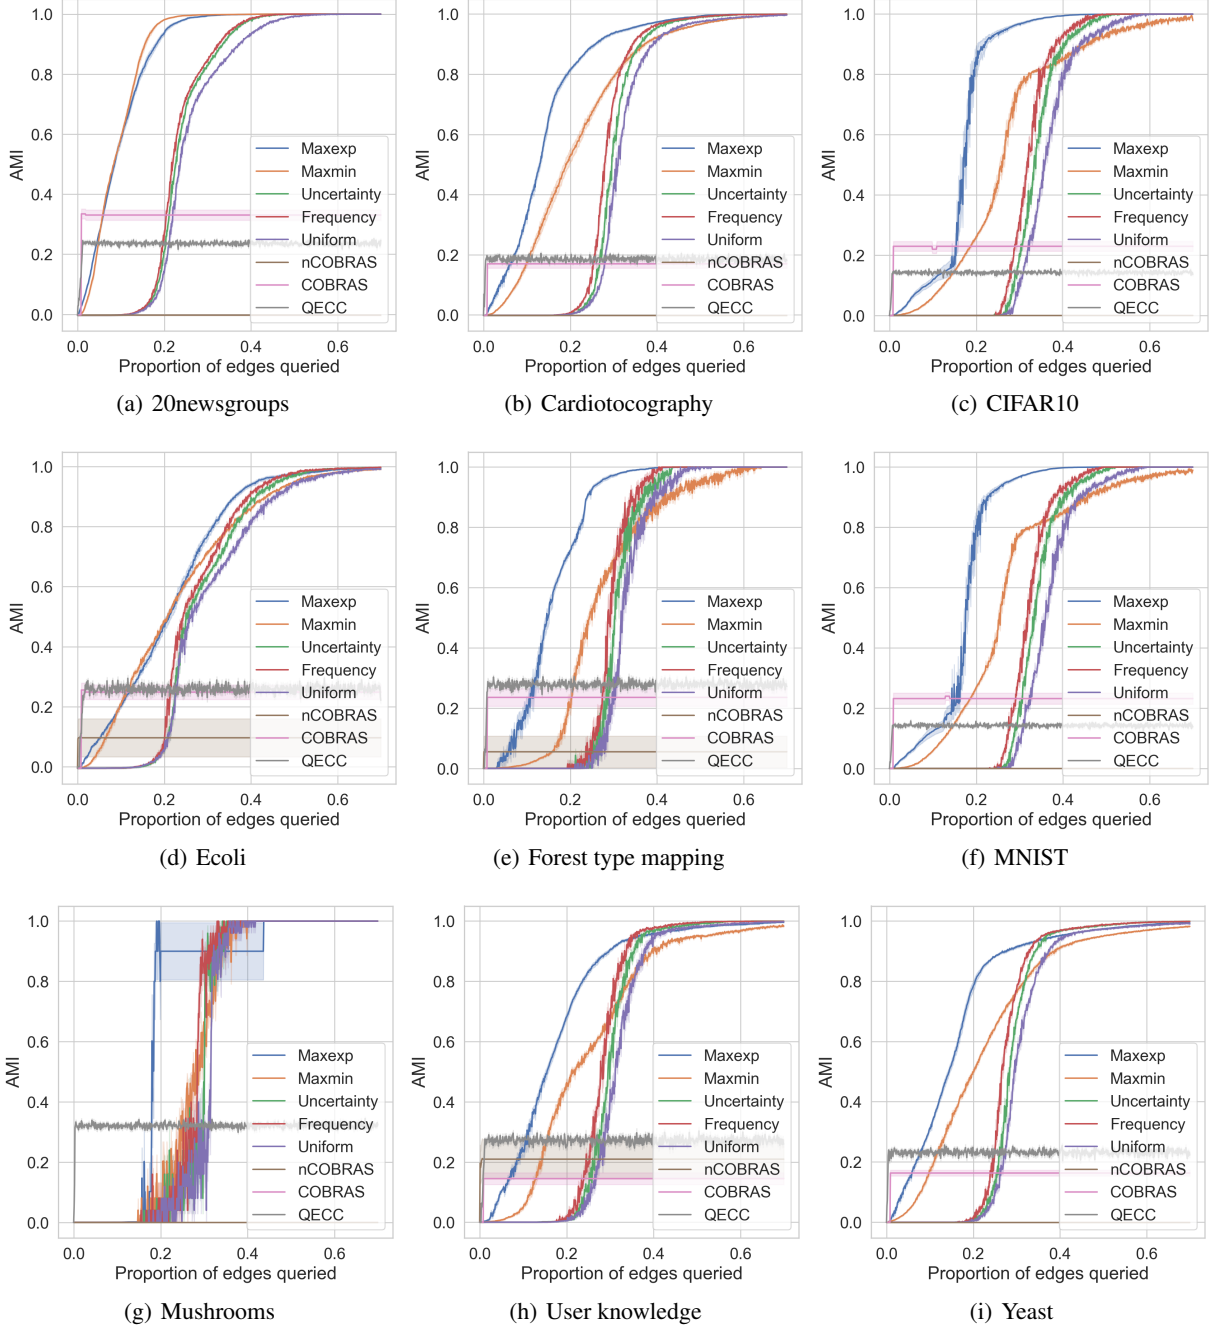 1.0
0.8
0.6
0.4
0.2
0.0
AMI
Maxexp
Maxmin
Uncertainty
Frequency
Uniform
nCOBRAS
COBRAS
QECC
0.0 0.2 0.4 0.6
Proportion of edges queried
(a) 20newsgroups
1.0
0.8
0.6
0.4
0.2
0.0
AMI
Maxexp
Maxmin
Uncertainty
Frequency
Uniform
nCOBRAS
COBRAS
QECC
0.0 0.2 0.4 0.6
Proportion of edges queried
(b) Cardiotocography
1.0
0.8
0.6
0.4
0.2
0.0
AMI
Maxexp
Maxmin
Uncertainty
Frequency
Uniform
nCOBRAS
COBRAS
QECC
0.0 0.2 0.4 0.6
Proportion of edges queried
(c) CIFAR10
1.0
0.8
0.6
0.4
0.2
0.0
AMI
Maxexp
Maxmin
Uncertainty
Frequency
Uniform
nCOBRAS
COBRAS
QECC
0.0 0.2 0.4 0.6
Proportion of edges queried
(d) Ecoli
1.0
0.8
0.6
0.4
0.2
0.0
AMI
Maxexp
Maxmin
Uncertainty
Frequency
Uniform
nCOBRAS
COBRAS
QECC
0.0 0.2 0.4 0.6
Proportion of edges queried
(e) Forest type mapping
1.0
0.8
0.6
0.4
0.2
0.0
AMI
Maxexp
Maxmin
Uncertainty
Frequency
Uniform
nCOBRAS
COBRAS
QECC
0.0 0.2 0.4 0.6
Proportion of edges queried
(f) MNIST
1.0
0.8
0.6
0.4
0.2
0.0
AMI
Maxexp
Maxmin
Uncertainty
Frequency
Uniform
nCOBRAS
COBRAS
QECC
0.0 0.2 0.4 0.6
Proportion of edges queried
(g) Mushrooms
1.0
0.8
0.6
0.4
0.2
0.0
AMI
Maxexp
Maxmin
Uncertainty
Frequency
Uniform
nCOBRAS
COBRAS
QECC
0.0 0.2 0.4 0.6
Proportion of edges queried
(h) User knowledge
1.0
0.8
0.6
0.4
0.2
0.0
AMI
Maxexp
Maxmin
Uncertainty
Frequency
Uniform
nCOBRAS
COBRAS
QECC
0.0 0.2 0.4 0.6
Proportion of edges queried
(i) Yeast